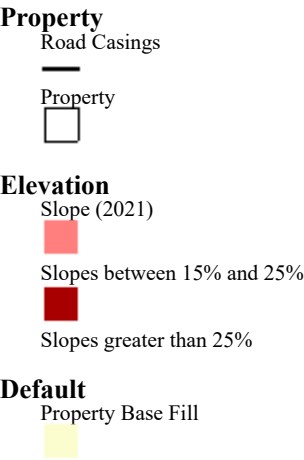 Property
Road Casings
Property
Elevation
Slope (2021)
Slopes between 15% and 25%
Slopes greater than 25%
Default
Property Base Fill